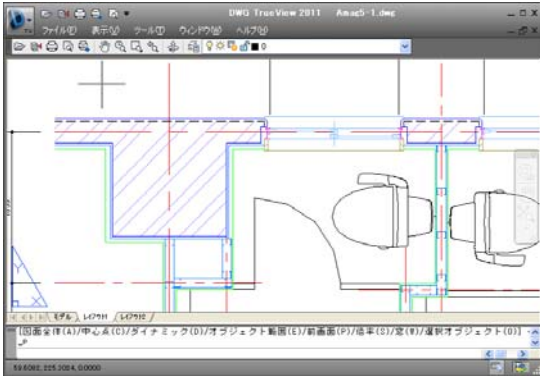 DWG TrueView 2011 Amag5-1.dwg
ファイル(F) 表示(V) ツール(T) ウィンドウ(W) ヘルプ(H)
0
Y
X
モデル / レイアウト1 / レイアウト2
[図面全体(A)/中心点(C)/ダイナミック(D)/オブジェクト範囲(E)/前画面(P)/倍率(S)/窓(W)/選択オブジェクト(O)]